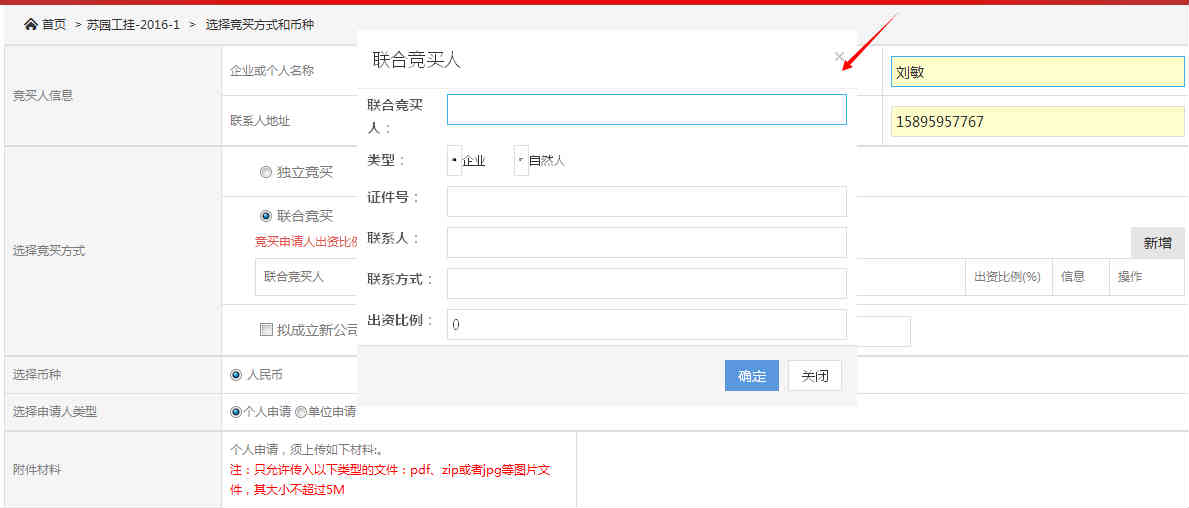 首页 > 苏园工挂-2016-1 > 选择竞买方式和币种
竞买人信息
企业或个人名称
刘敏
联系人地址
15895957767
选择竞买方式
独立竞买
联合竞买
竞买申请人出资比例
新增
联合竞买人
出资比例(%)
信息
操作
拟成立新公司
选择币种
人民币
选择申请人类型
个人申请 单位申请
附件材料
个人申请，须上传如下材料:。
注：只允许传入以下类型的文件：pdf、zip或者jpg等图片文
件，其大小不超过5M
联合竞买人
×
联合竞买
人：
类型：
企业
自然人
证件号：
联系人：
联系方式：
出资比例：
0
确定
关闭